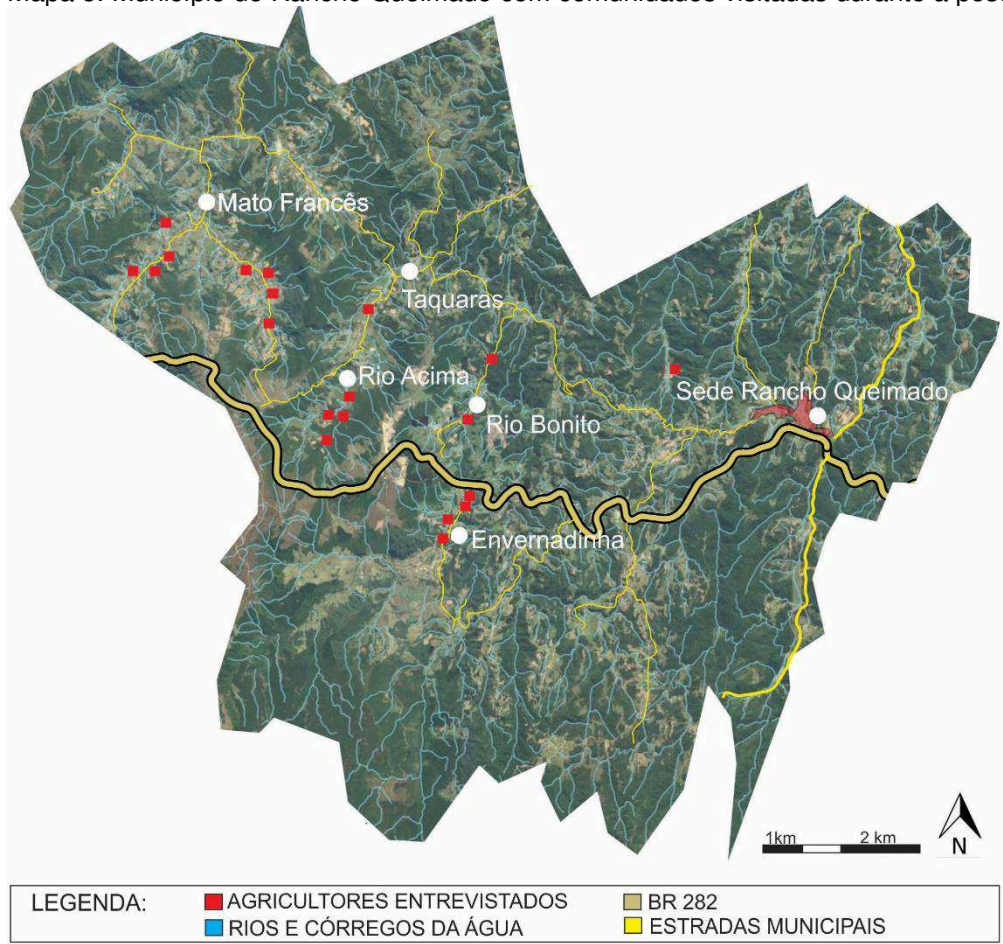 Mato Francês
Taquaras
Rio Acima
Sede Rancho Queimado
Rio Bonito
Envernadinha
1km 2 km
N
LEGENDA:
AGRICULTORES ENTREVISTADOS
BR 282
RIOS E CÓRREGOS DA ÁGUA
ESTRADAS MUNICIPAIS